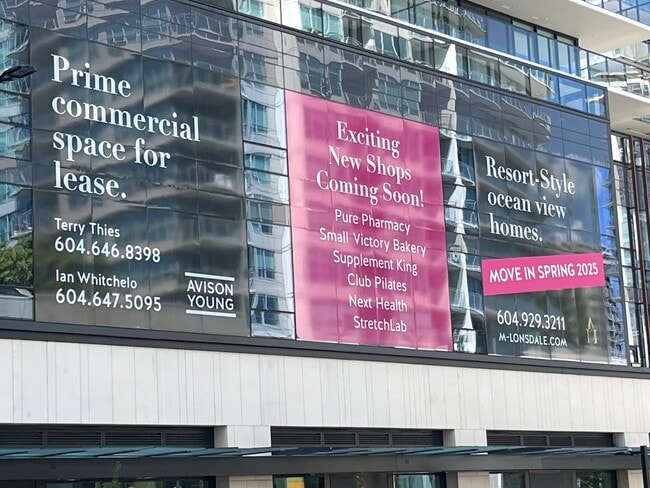 Prime
commercial
space for
lease.
Terry Thies
604.646.8398
Ian Whitchelo
604.647.5095
AVISON
YOUNG
Exciting
New Shops
Coming Soon!
Pure Pharmacy
Small Victory Bakery
Supplement King
Club Pilates
Next Health
StretchLab
Resort-Style
ocean view
homes.
MOVE IN SPRING 2025
604.929.3211
M-LONSDALE.COM